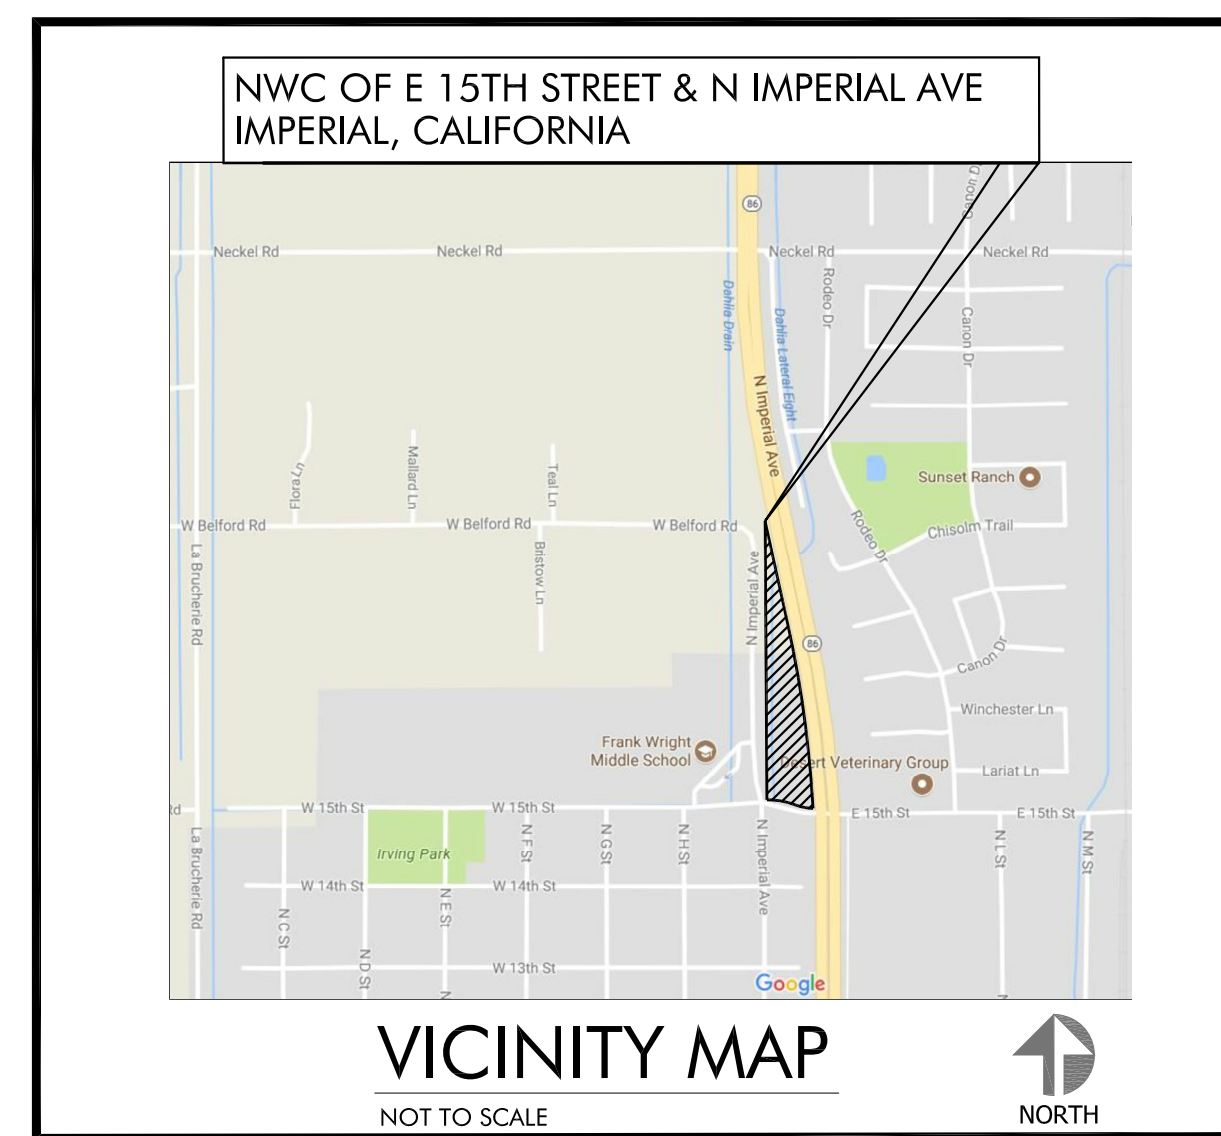 NWC OF E 15TH STREET & N IMPERIAL AVE
IMPERIAL, CALIFORNIA
86
Canon D
Neckel Rd
Neckel Rd
Neckel Rd
Neckel Rd
Rodeo Dr
Dahlia Drain
Dahlia Lateral Eight
Canon Dr
N Imperial Ave
Flora Ln
Mallard Ln
Teal Ln
Sunset Ranch
W Belford Rd
W Belford Rd
W Belford Rd
Rodeo Dr
Chisolm Trail
La Brucherie Rd
Bristow Ln
N Imperial Ave
86
Canon Dr
Winchester Ln
Frank Wright
Middle School
Desert Veterinary Group
Lariat Ln
Rd
W 15th St
W 15th St
E 15th St
E 15th St
La Brucherie Rd
Irving Park
N F St
N G St
N H St
N Imperial Ave
N L St
N M St
W 14th St
W 14th St
N C St
N E St
N D St
W 13th St
N
N
Google
VICINITY MAP
NOT TO SCALE
NORTH